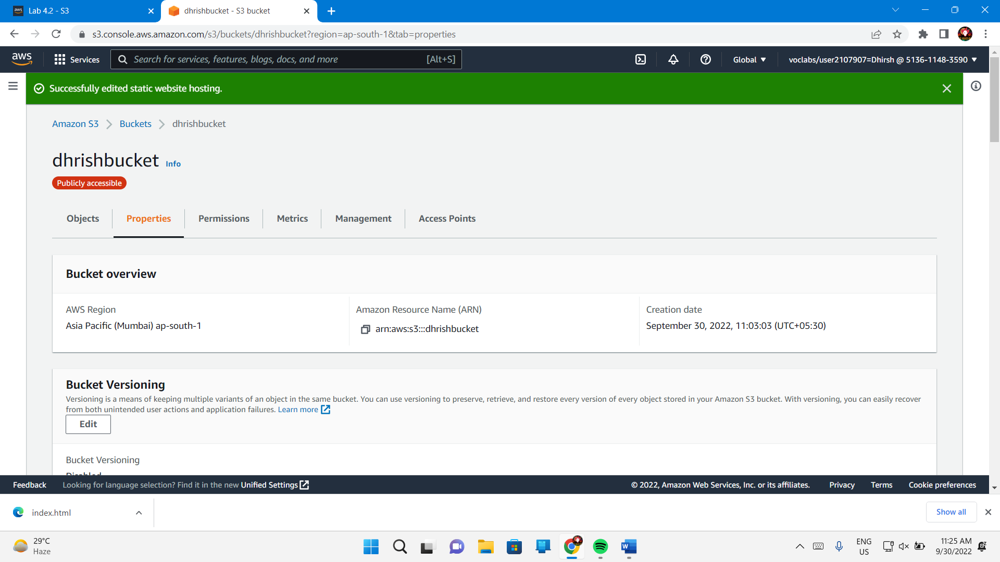 Lab 4.2 - S3
dhrishbucket - S3 bucket
s3.console.aws.amazon.com/s3/buckets/dhrishbucket?region=ap-south-1&tab=properties
aws
Services
Search for services, features, blogs, docs, and more
[Alt+S]
Global
voclabs/user2107907=Dhirsh @ 5136-1148-3590
Successfully edited static website hosting.
Amazon S3
Buckets
dhrishbucket
dhrishbucket
Info
Publicly accessible
Objects
Properties
Permissions
Metrics
Management
Access Points
Bucket overview
AWS Region
Asia Pacific (Mumbai) ap-south-1
Amazon Resource Name (ARN)
arn:aws:s3:::dhrishbucket
Creation date
September 30, 2022, 11:03:03 (UTC+05:30)
Bucket Versioning
Versioning is a means of keeping multiple variants of an object in the same bucket. You can use versioning to preserve, retrieve, and restore every version of every object stored in your Amazon S3 bucket. With versioning, you can easily recover
from both unintended user actions and application failures. Learn more
Edit
Bucket Versioning
Disabled
Feedback
Looking for language selection? Find it in the new Unified Settings
© 2022, Amazon Web Services, Inc. or its affiliates.
Privacy
Terms
Cookie preferences
index.html
Show all
29°C
Haze
ENG
US
11:25 AM
9/30/2022